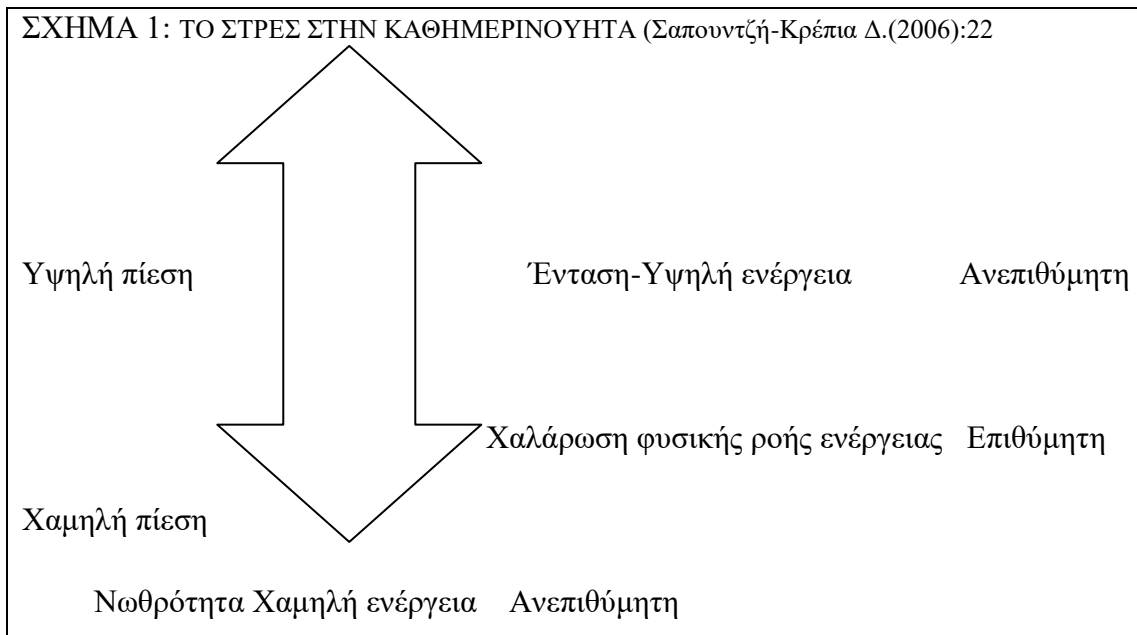 ΣΧΗΜΑ 1: ΤΟ ΣΤΡΕΣ ΣΤΗΝ ΚΑΘΗΜΕΡΙΝΟΥΗΤΑ (Σαπουντζή-Κρέπια Δ.(2006):22
Υψηλή πίεση Ένταση-Υψηλή ενέργεια Ανεπιθύμητη
Χαλάρωση φυσικής ροής ενέργειας Επιθύμητη
Χαμηλή πίεση
Νωθρότητα Χαμηλή ενέργεια Ανεπιθύμητη